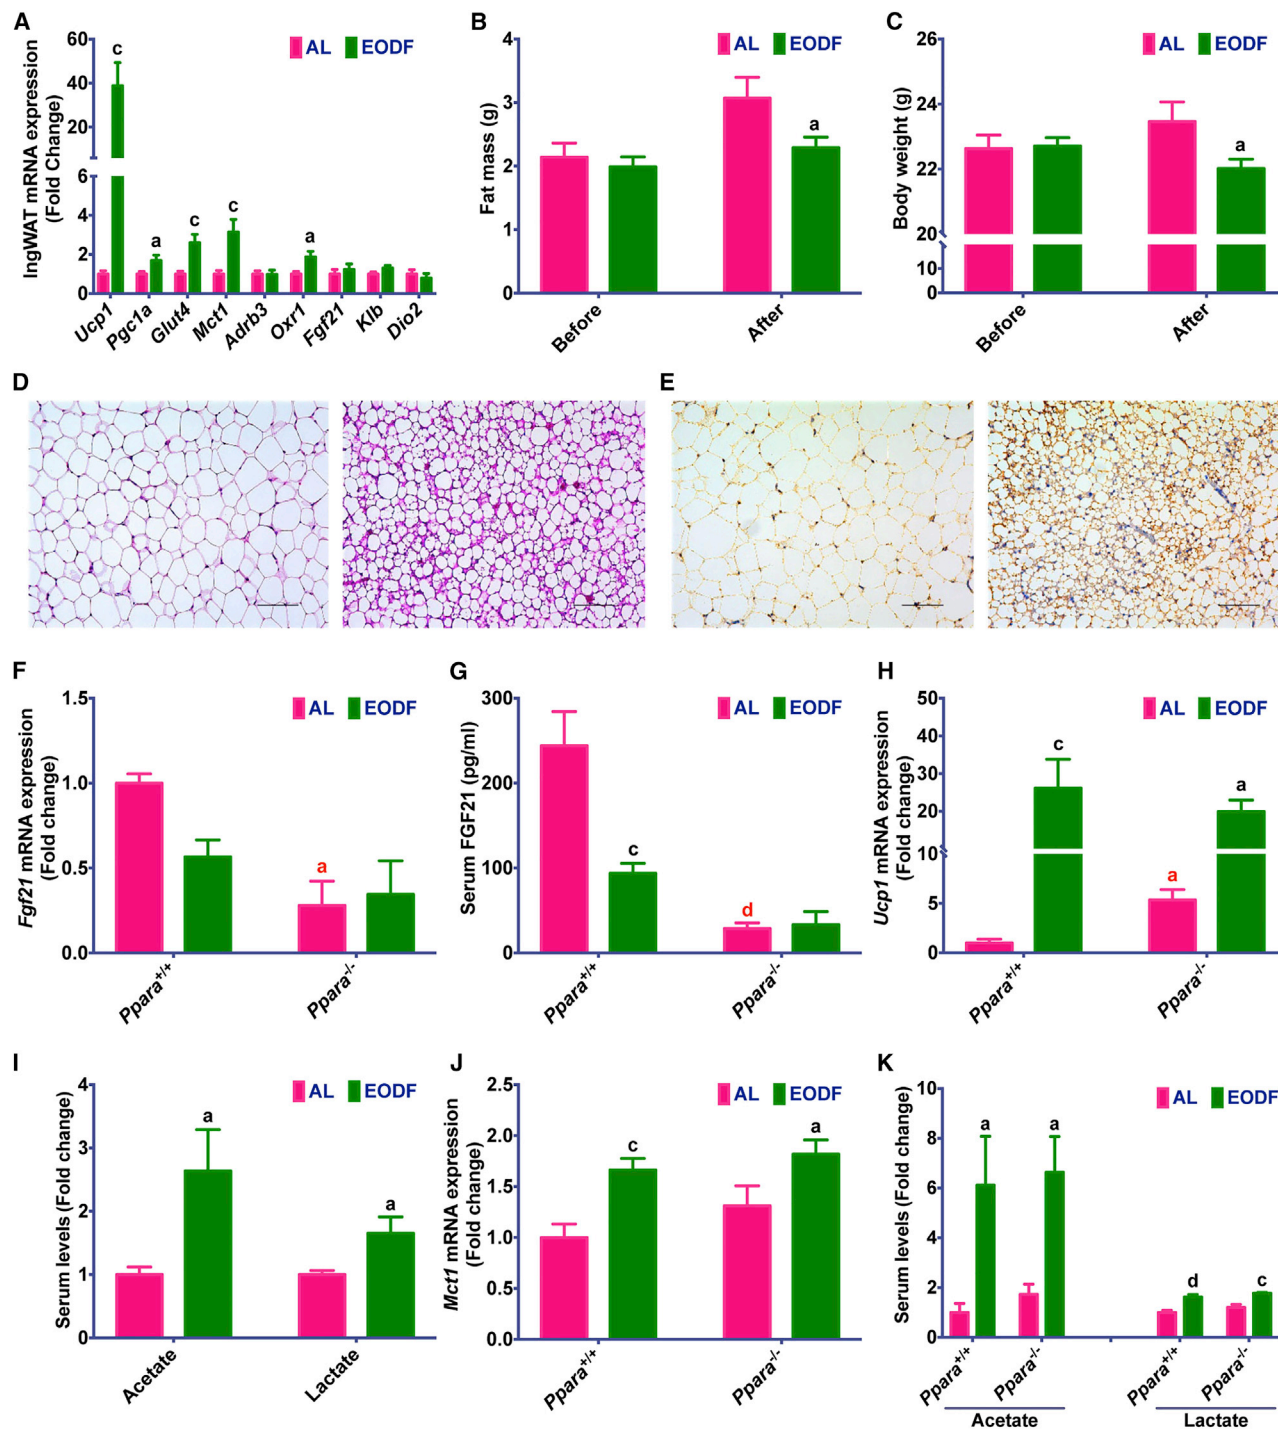 A
IngWAT mRNA expression
(Fold Change)
60
40
20
6
4
2
0
c
a
c
c
a
AL EODF
Ucp1 Pgc1a Glut4 Mct1 Adrb3 Oxr1 Fgf21 Klb Dio2
B
Fat mass (g)
4
3
2
1
0
AL EODF
a
Before After
C
Body weight (g)
26
24
22
20
10
0
AL EODF
a
Before After
D
E
F
Fgf21 mRNA expression
(Fold change)
1.5
1.0
0.5
0.0
AL EODF
a
Ppara+/+ Ppara-/-
G
Serum FGF21 (pg/ml)
300
200
100
0
AL EODF
c
d
Ppara+/+ Ppara-/-
H
Ucp1 mRNA expression
(Fold change)
50
40
30
20
10
5
0
AL EODF
c
a
a
Ppara+/+ Ppara-/-
I
Serum levels (Fold change)
4
3
2
1
0
AL EODF
a
a
Acetate Lactate
J
Mct1 mRNA expression
(Fold change)
2.5
2.0
1.5
1.0
0.5
0.0
AL EODF
c
a
Ppara+/+ Ppara-/-
K
Serum levels (Fold change)
10
8
6
4
2
0
AL EODF
a
a
d
c
Ppara+/+ Ppara-/- Ppara+/+ Ppara-/-
Acetate Lactate